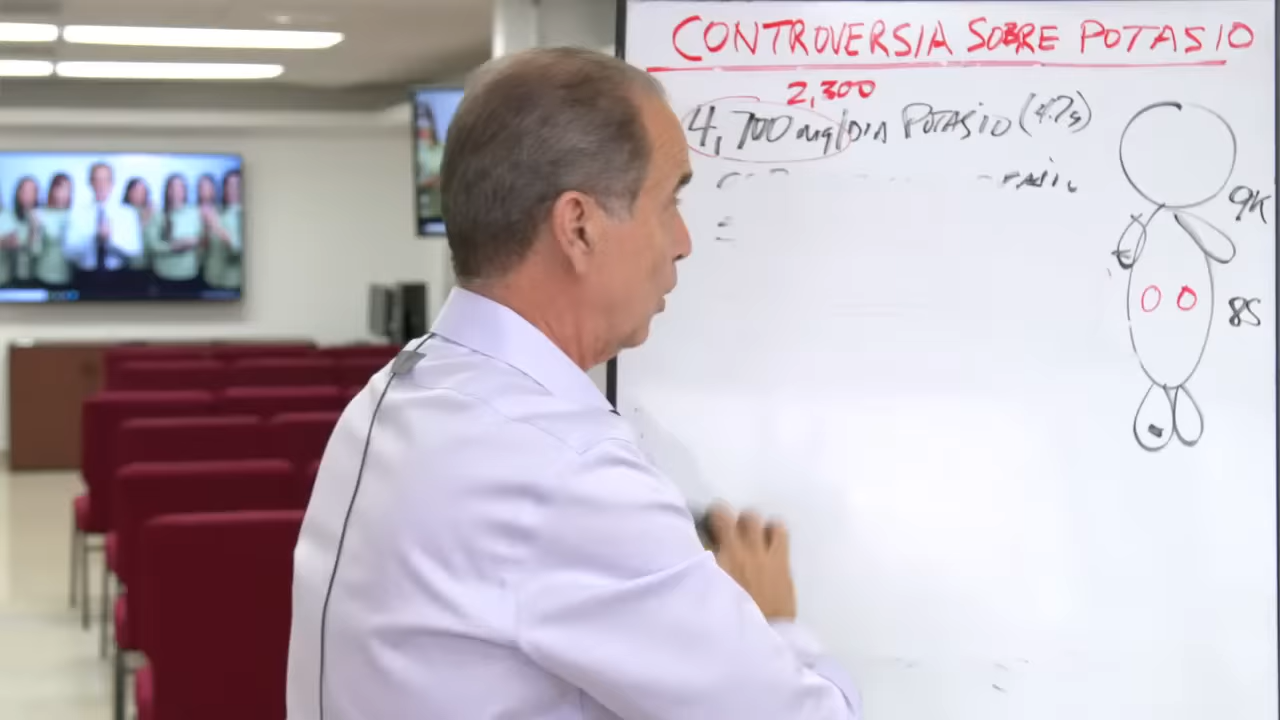 CONTROVERSIA SOBRE POTASIO
2,300
4,700 mg/DIA POTASIO (4.7g)
9K
8S